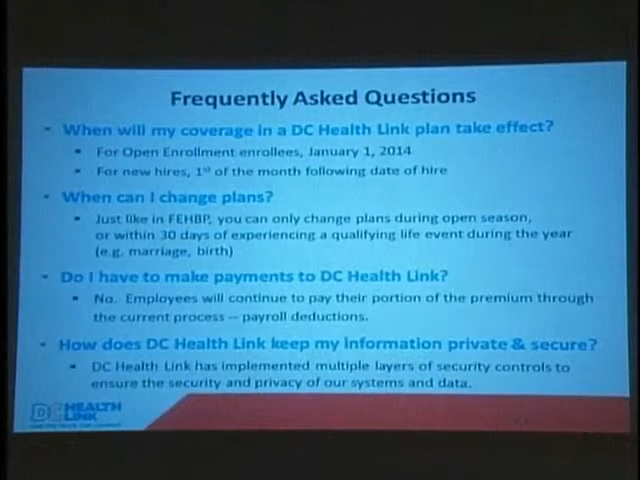 Frequently Asked Questions
• When will my coverage in a DC Health Link plan take effect?
• For Open Enrollment enrollees, January 1, 2014
• For new hires, 1st of the month following date of hire
• When can I change plans?
• Just like in FEHBP, you can only change plans during open season,
or within 30 days of experiencing a qualifying life event during the year
(e.g. marriage, birth)
• Do I have to make payments to DC Health Link?
• No. Employees will continue to pay their portion of the premium through
the current process – payroll deductions.
• How does DC Health Link keep my information private & secure?
• DC Health Link has implemented multiple layers of security controls to
ensure the security and privacy of our systems and data.
DC HEALTH
LINK